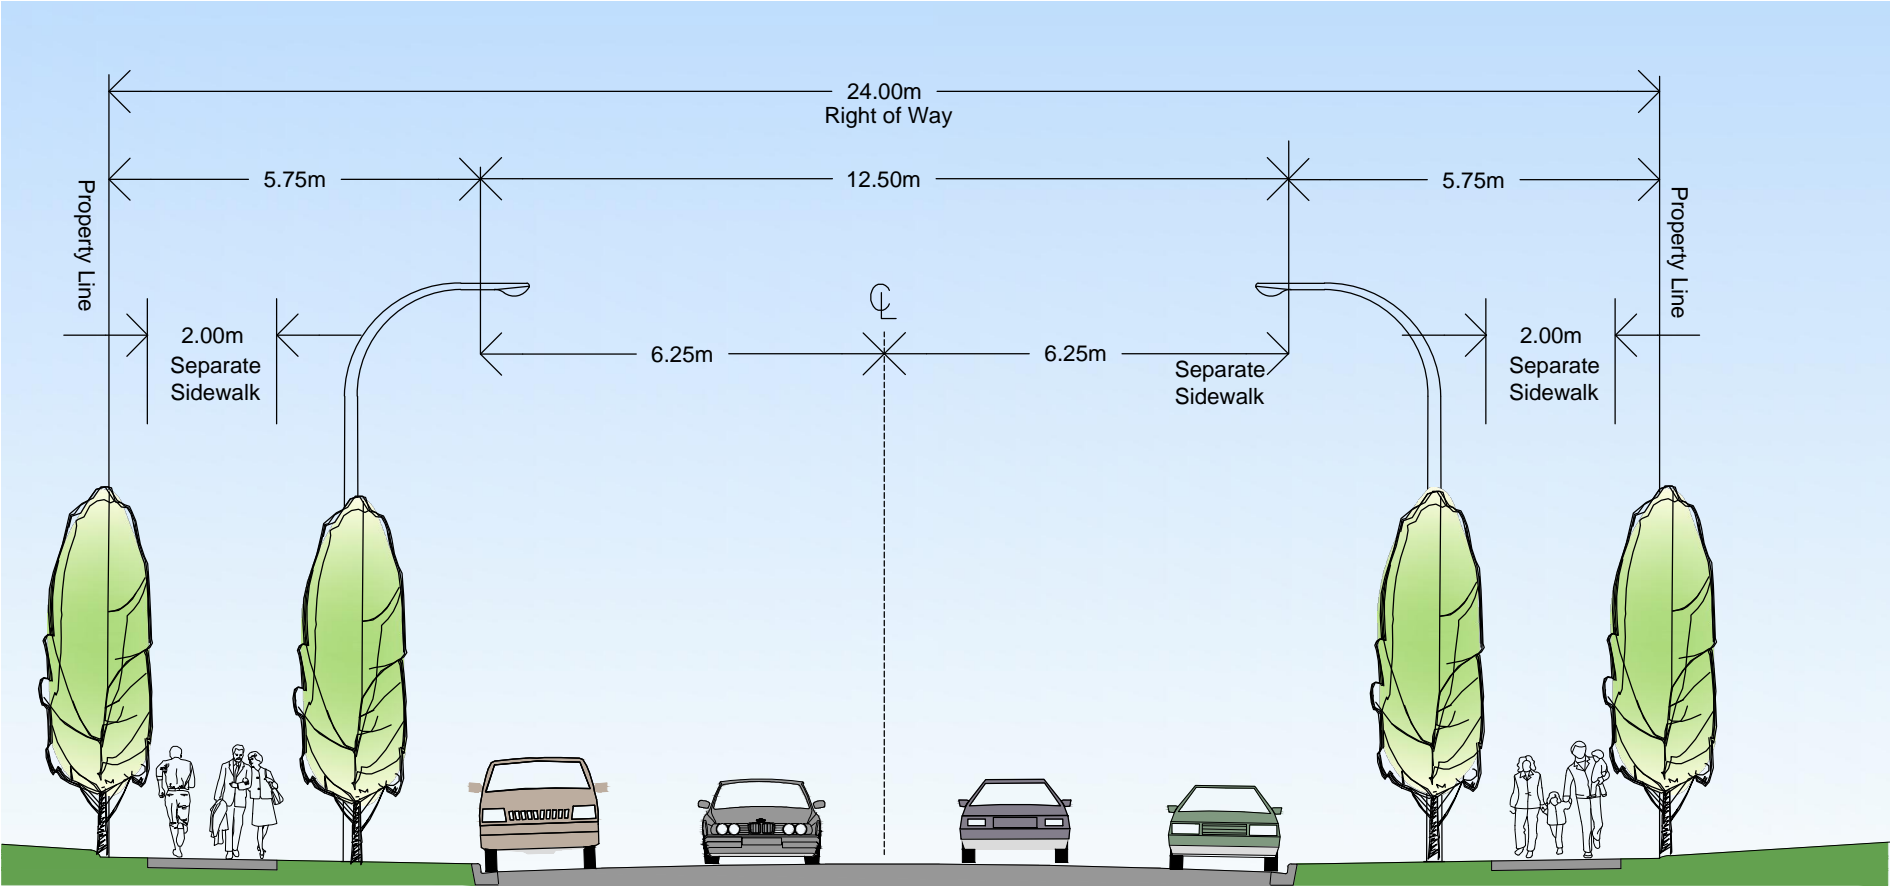 24.00m
Right of Way
5.75m
12.50m
5.75m
Property Line
Property Line
CL
2.00m
Separate
Sidewalk
6.25m
6.25m
Separate
Sidewalk
2.00m
Separate
Sidewalk